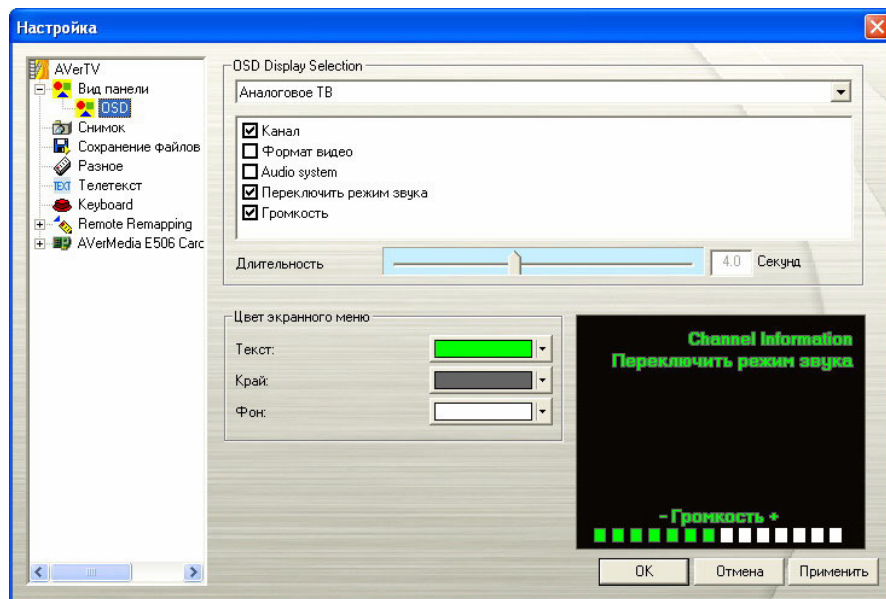 Настройка
AVerTV
Вид панели
OSD
Снимок
Сохранение файлов
Разное
TEXT Телетекст
Keyboard
Remote Remapping
AVerMedia E506 Carc
OSD Display Selection
Аналоговое ТВ
Канал
Формат видео
Audio system
Переключить режим звука
Громкость
Длительность
4.0 Секунд
Цвет экранного меню
Текст:
Край:
Фон:
Channel Information
Переключить режим звука
- Громкость +
OK
Отмена
Применить